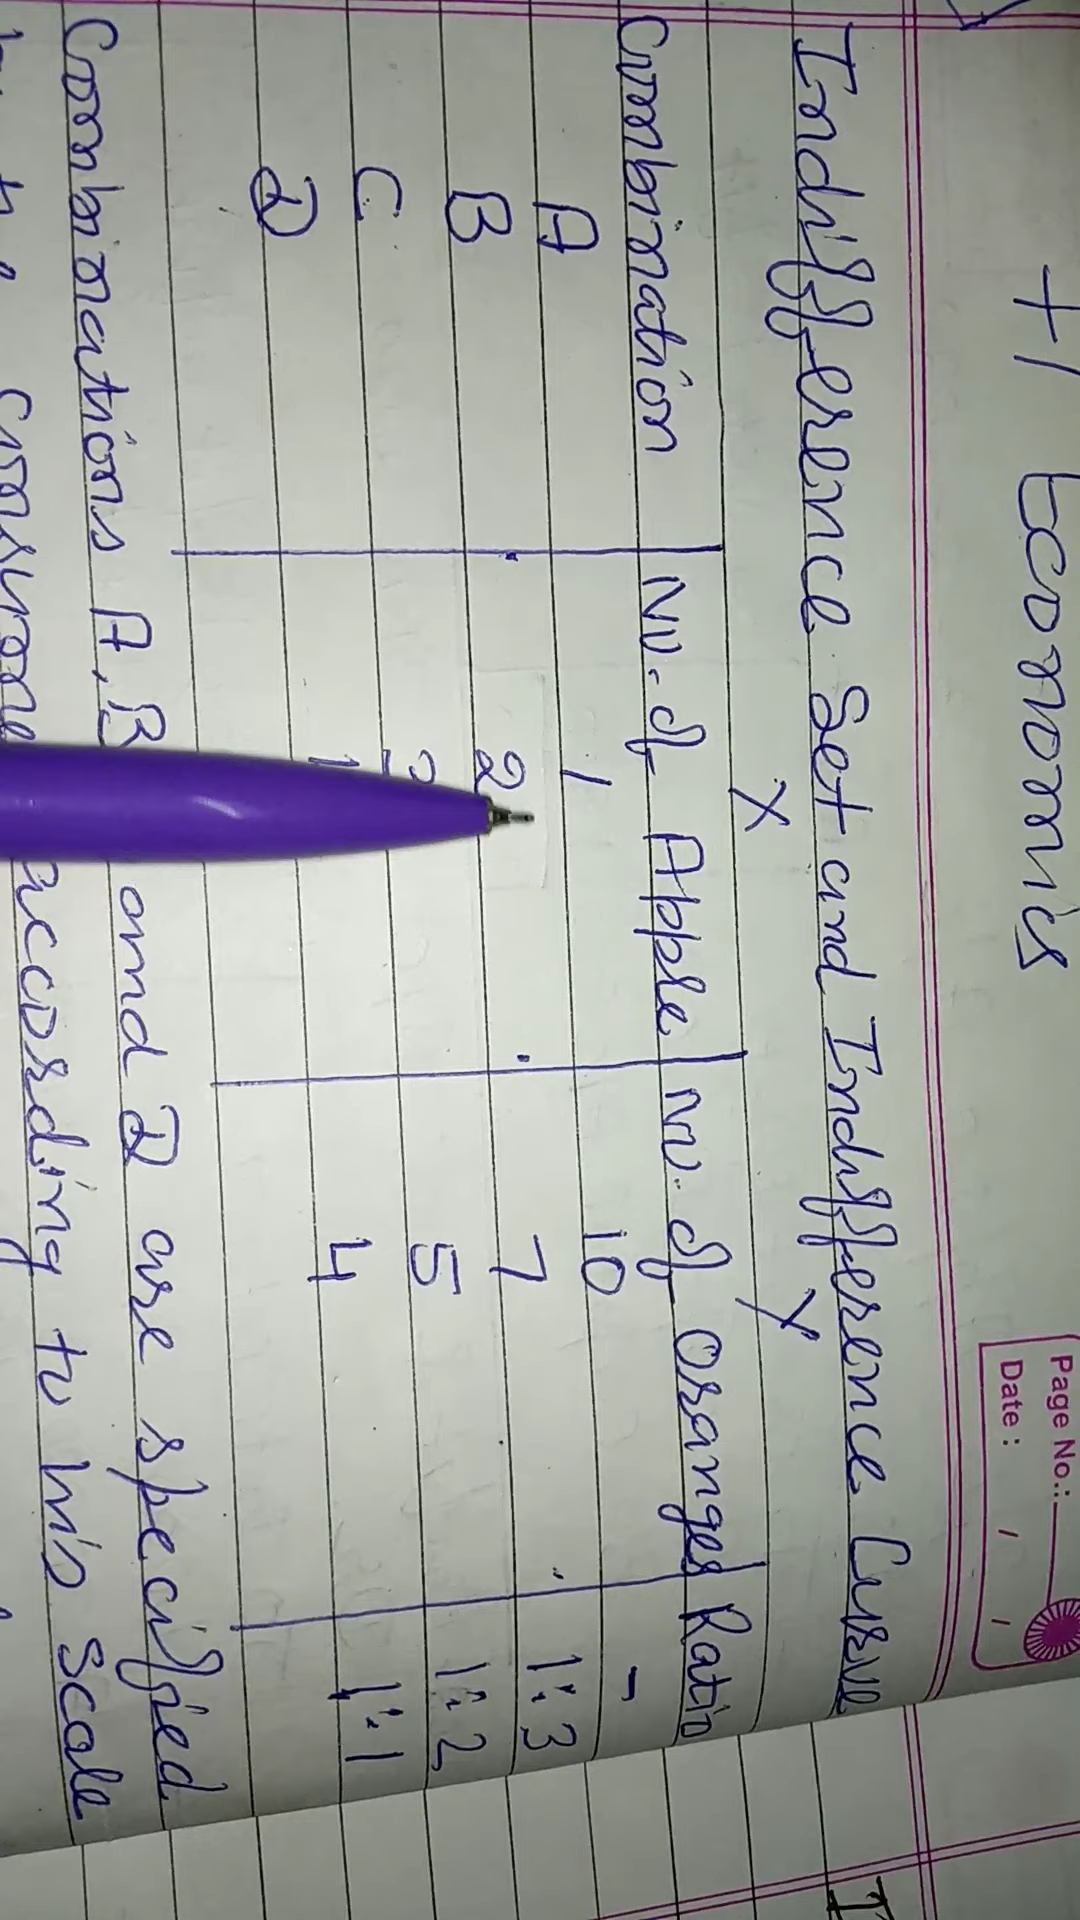 +1 Economics
Page No.:
Date: / /
Indifference Set and Indifference Curve
X Y
Combination No. of Apple No. of Oranges Ratio
A 1 10 -
B 2 7 1:3
C 5 1:2
D 4 1:1
Combinations A, B and D are specified
according to his scale